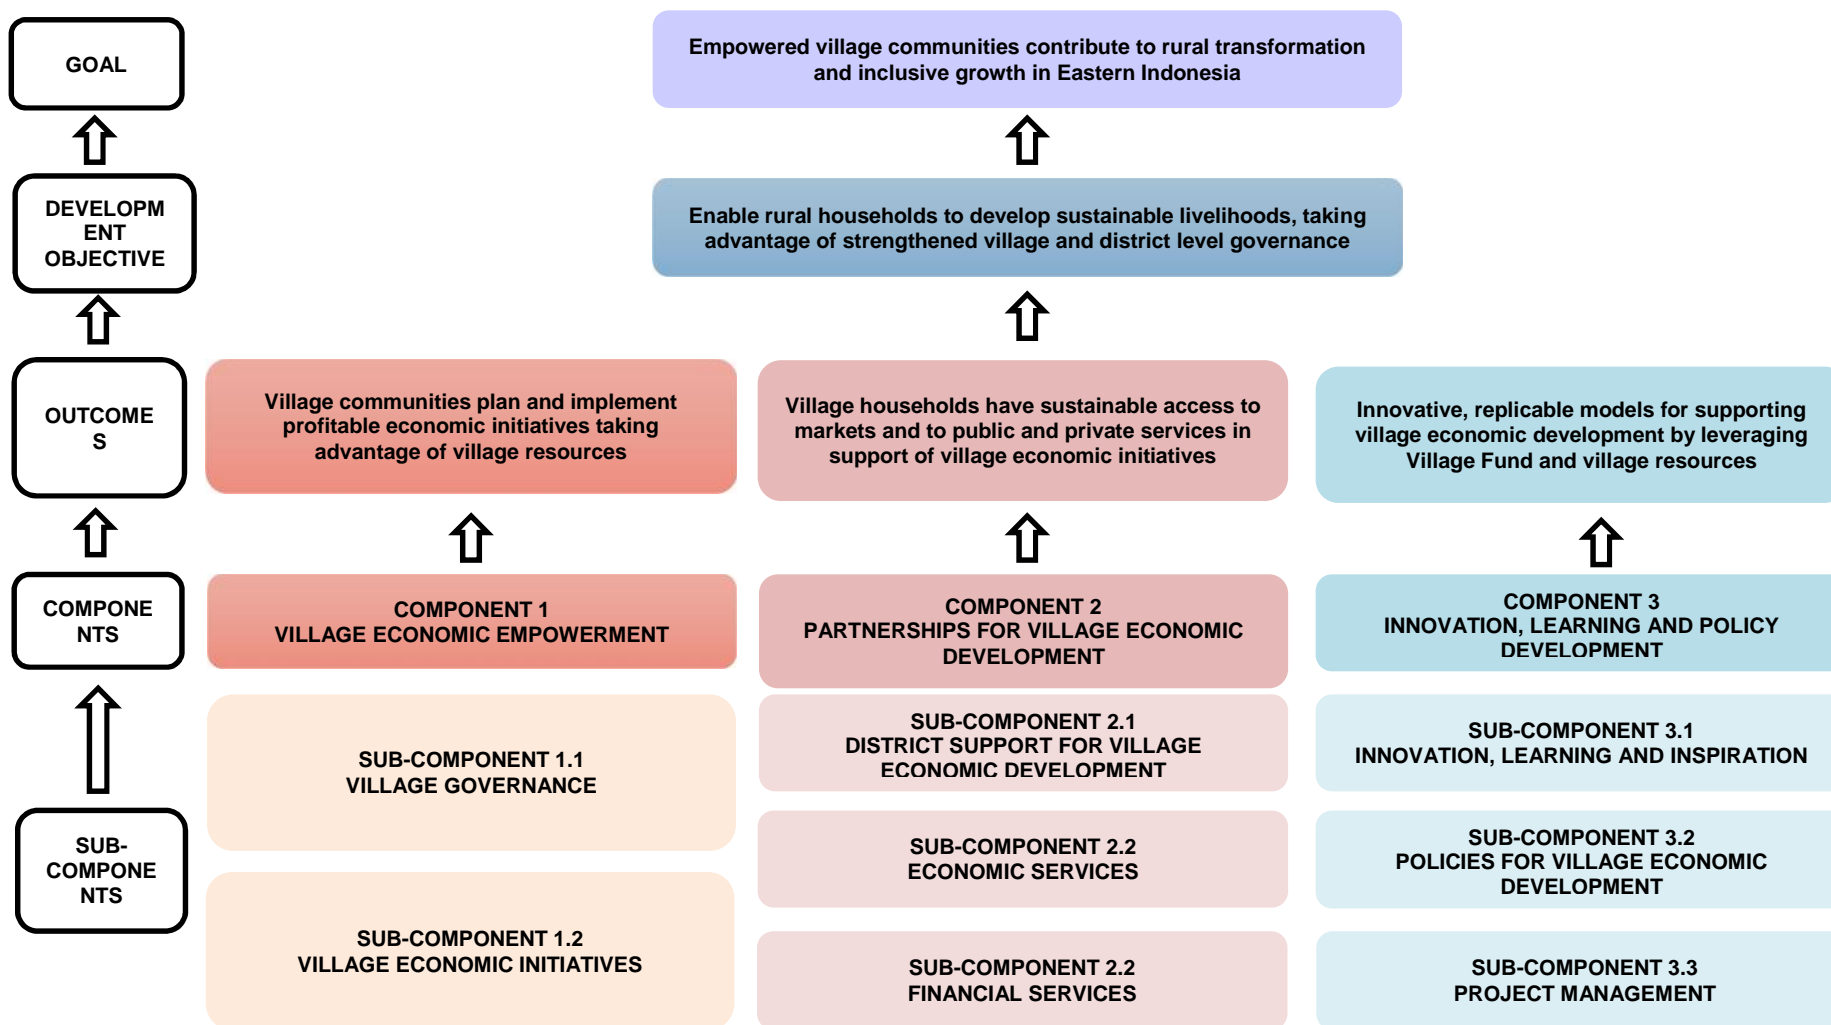 GOAL
Empowered village communities contribute to rural transformation
and inclusive growth in Eastern Indonesia
DEVELOPM
ENT
OBJECTIVE
Enable rural households to develop sustainable livelihoods, taking
advantage of strengthened village and district level governance
OUTCOME
S
Village communities plan and implement
profitable economic initiatives taking
advantage of village resources
Village households have sustainable access to
markets and to public and private services in
support of village economic initiatives
Innovative, replicable models for supporting
village economic development by leveraging
Village Fund and village resources
COMPONE
NTS
COMPONENT 1
VILLAGE ECONOMIC EMPOWERMENT
COMPONENT 2
PARTNERSHIPS FOR VILLAGE ECONOMIC
DEVELOPMENT
COMPONENT 3
INNOVATION, LEARNING AND POLICY
DEVELOPMENT
SUB-
COMPONE
NTS
SUB-COMPONENT 1.1
VILLAGE GOVERNANCE
SUB-COMPONENT 1.2
VILLAGE ECONOMIC INITIATIVES
SUB-COMPONENT 2.1
DISTRICT SUPPORT FOR VILLAGE
ECONOMIC DEVELOPMENT
SUB-COMPONENT 2.2
ECONOMIC SERVICES
SUB-COMPONENT 2.2
FINANCIAL SERVICES
SUB-COMPONENT 3.1
INNOVATION, LEARNING AND INSPIRATION
SUB-COMPONENT 3.2
POLICIES FOR VILLAGE ECONOMIC
DEVELOPMENT
SUB-COMPONENT 3.3
PROJECT MANAGEMENT